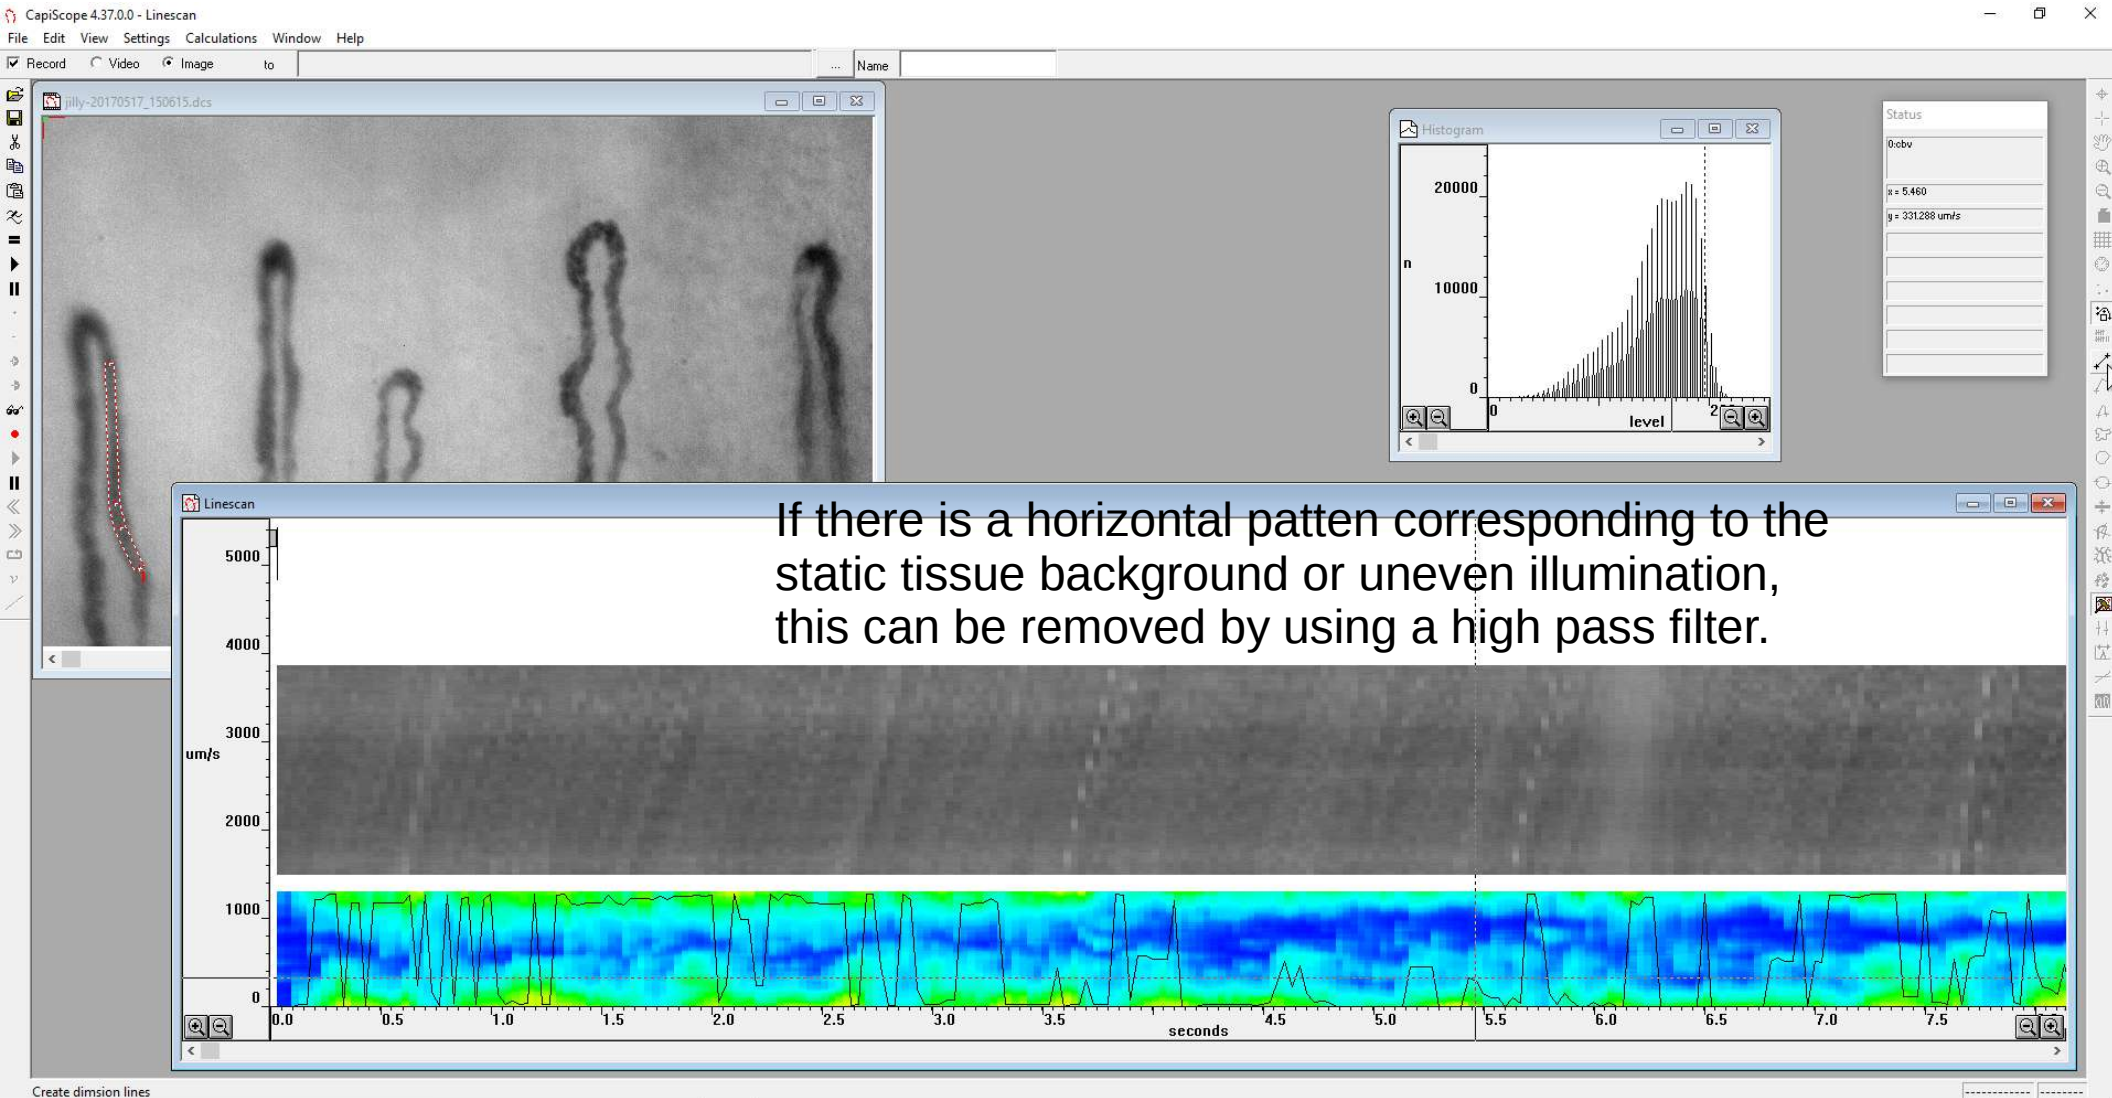 CapiScope 4.37.0.0 - Linescan
File Edit View Settings Calculations Window Help
Record Video Image to ... Name
jilly-20170517_150615.dcs
Histogram
20000
n
10000
0
0
level
Status
0:cbv
x = 5.460
y = 331.288 um/s
Linescan
If there is a horizontal patten corresponding to the
static tissue background or uneven illumination,
this can be removed by using a high pass filter.
5000
4000
3000
um/s
2000
1000
0
0.0 0.5 1.0 1.5 2.0 2.5 3.0 3.5 4.5 5.0 5.5 6.0 6.5 7.0 7.5
seconds
Create dimsion lines